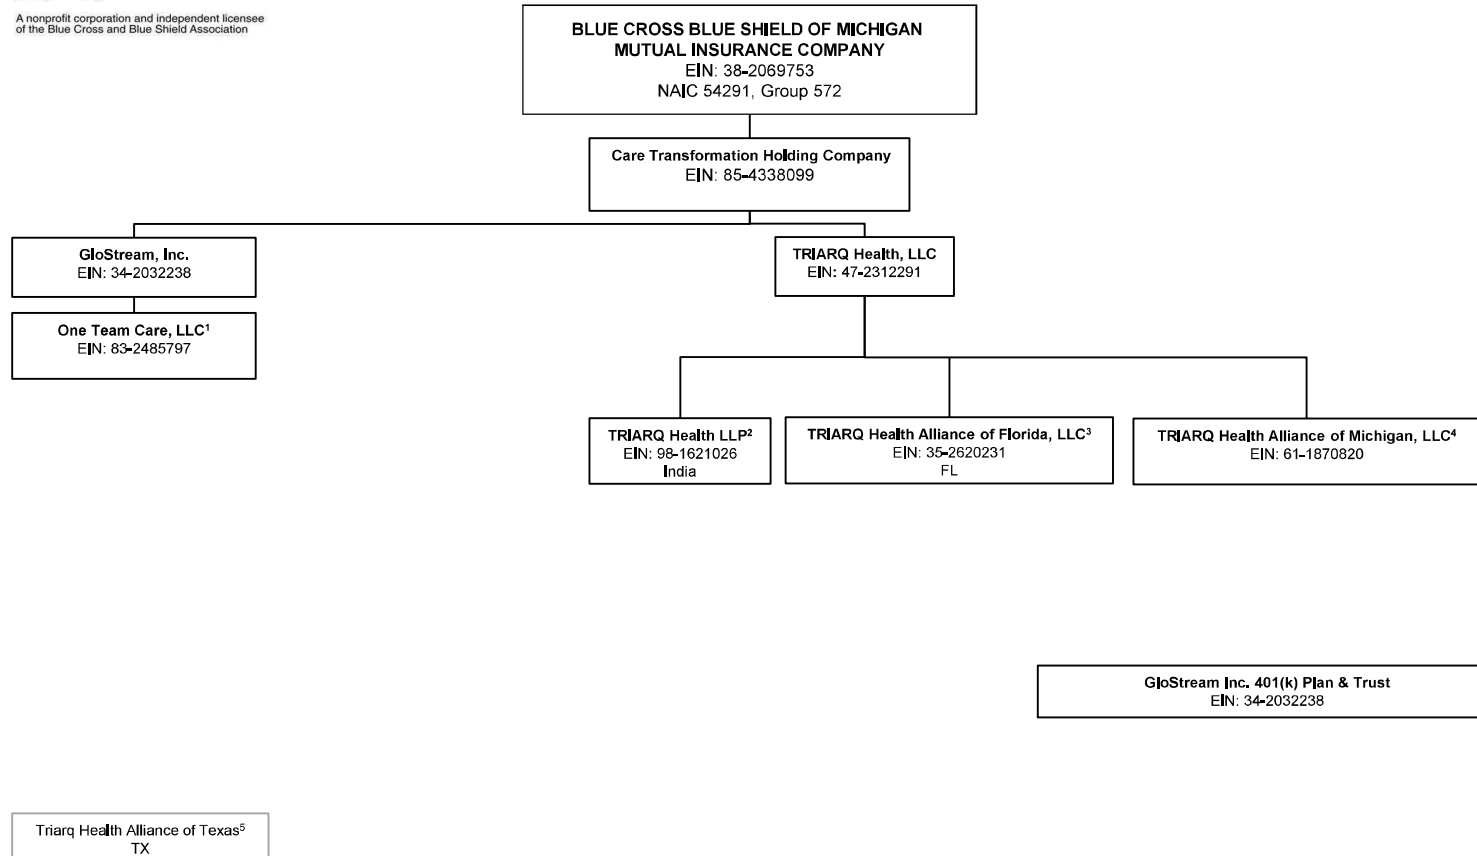 A nonprofit corporation and independent licensee
of the Blue Cross and Blue Shield Association
BLUE CROSS BLUE SHIELD OF MICHIGAN
MUTUAL INSURANCE COMPANY
EIN: 38-2069753
NAIC 54291, Group 572
Care Transformation Holding Company
EIN: 85-4338099
GloStream, Inc.
EIN: 34-2032238
TRIARQ Health, LLC
EIN: 47-2312291
One Team Care, LLC¹
EIN: 83-2485797
TRIARQ Health LLP²
EIN: 98-1621026
India
TRIARQ Health Alliance of Florida, LLC³
EIN: 35-2620231
FL
TRIARQ Health Alliance of Michigan, LLC⁴
EIN: 61-1870820
GloStream Inc. 401(k) Plan & Trust
EIN: 34-2032238
Triarq Health Alliance of Texas⁵
TX